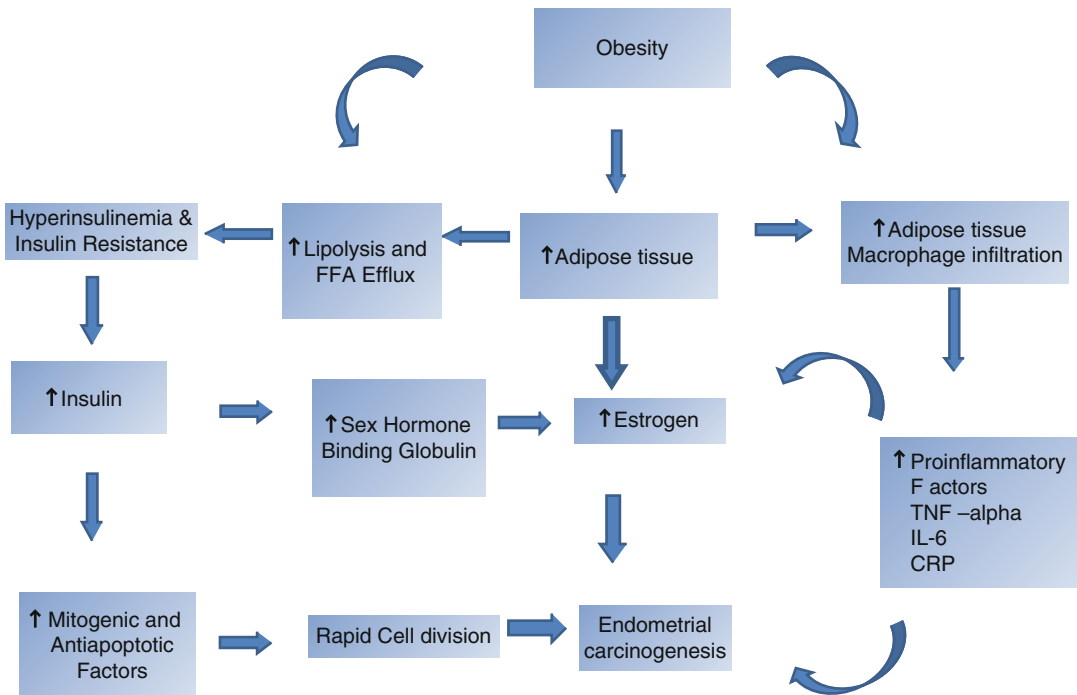 Obesity
Hyperinsulinemia &
Insulin Resistance
↑Lipolysis and
FFA Efflux
↑Adipose tissue
↑Adipose tissue
Macrophage infiltration
↑Insulin
↑Sex Hormone
Binding Globulin
↑Estrogen
↑ Proinflammatory
F actors
TNF –alpha
IL-6
CRP
↑ Mitogenic and
Antiapoptotic
Factors
Rapid Cell division
Endometrial
carcinogenesis